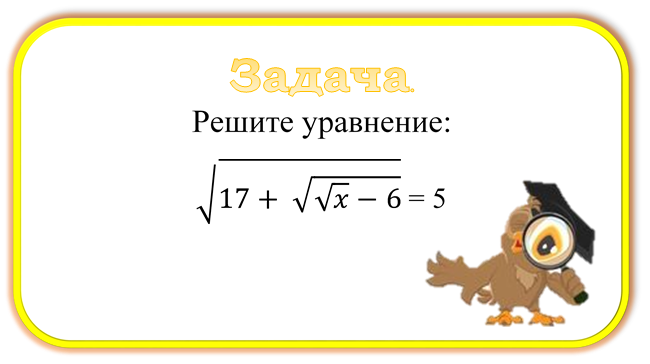 Задача.
Решите уравнение:
√(17 + √(√x − 6)) = 5